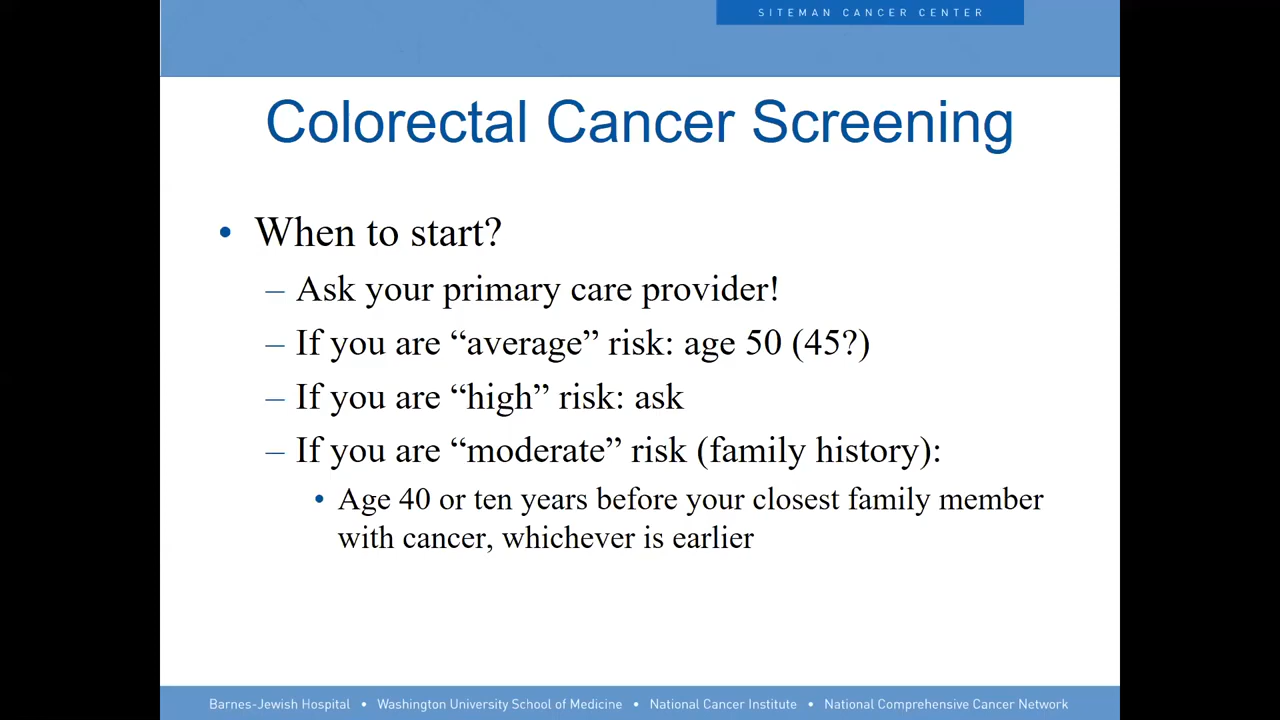 SITEMAN CANCER CENTER
Colorectal Cancer Screening
• When to start?
– Ask your primary care provider!
– If you are “average” risk: age 50 (45?)
– If you are “high” risk: ask
– If you are “moderate” risk (family history):
• Age 40 or ten years before your closest family member
with cancer, whichever is earlier
Barnes-Jewish Hospital • Washington University School of Medicine • National Cancer Institute • National Comprehensive Cancer Network